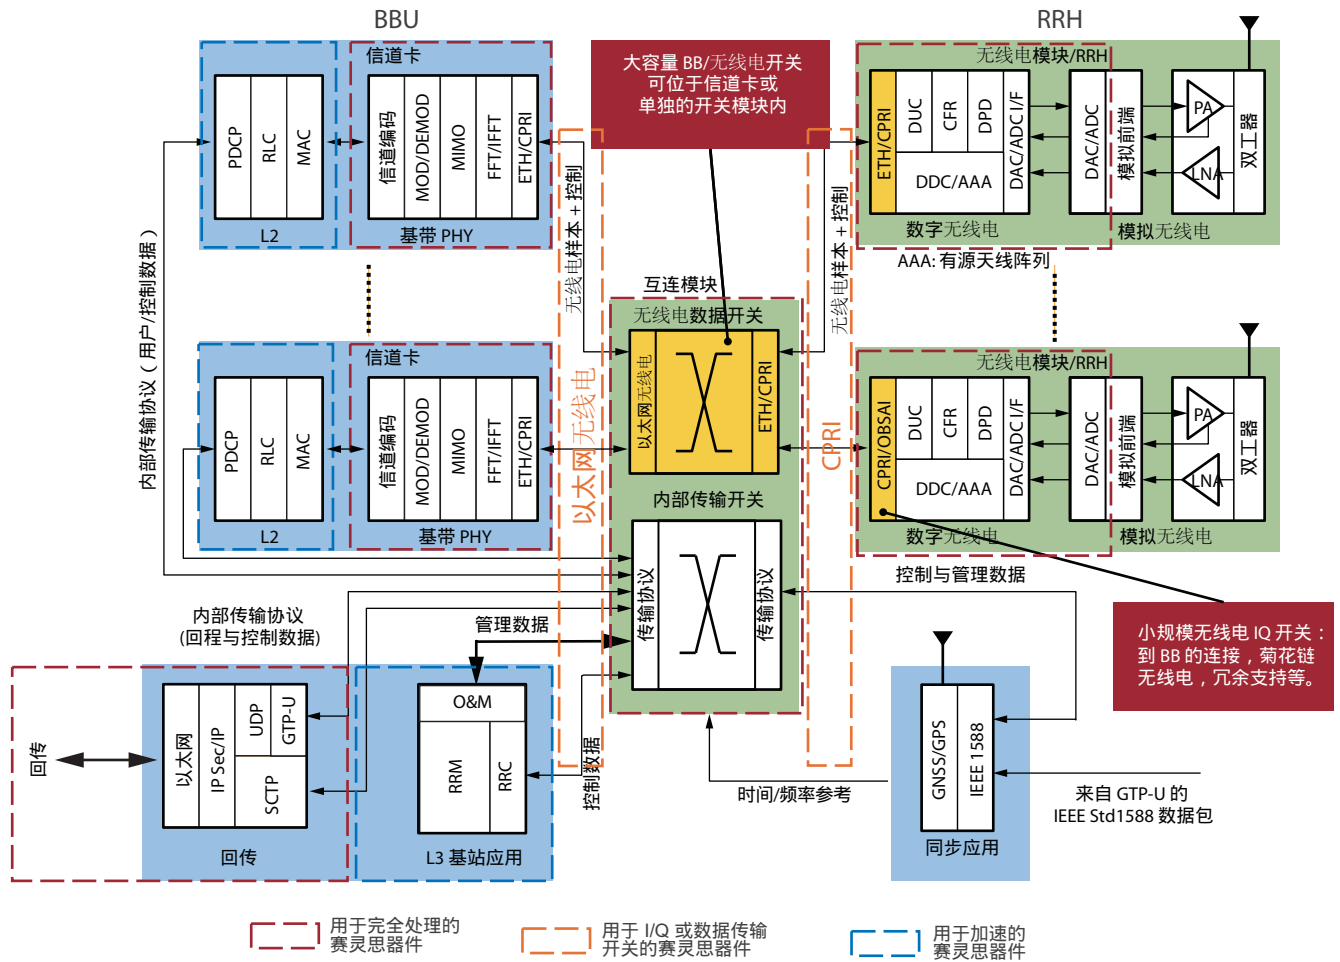 BBU
RRH
信道卡
PDCP
RLC
MAC
信道编码
MOD/DEMOD
MIMO
FFT/IFFT
ETH/CPRI
L2
基带 PHY
大容量 BB/无线电开关
可位于信道卡或
单独的开关模块内
无线电模块/RRH
ETH/CPRI
DUC
CFR
DPD
DDC/AAA
DAC/ADC I/F
DAC/ADC
模拟前端
PA
LNA
双工器
数字无线电
模拟无线电
AAA: 有源天线阵列
内部传输协议（用户/控制数据）
无线电样本 + 控制
无线电样本 + 控制
以太网无线电
CPRI
互连模块
无线电数据开关
以太网无线电
ETH/CPRI
内部传输开关
传输协议
传输协议
信道卡
PDCP
RLC
MAC
信道编码
MOD/DEMOD
MIMO
FFT/IFFT
ETH/CPRI
L2
基带 PHY
无线电模块/RRH
CPRI/OBSAI
DUC
CFR
DPD
DDC/AAA
DAC/ADC I/F
DAC/ADC
模拟前端
PA
LNA
双工器
数字无线电
模拟无线电
控制与管理数据
小规模无线电 IQ 开关：
到 BB 的连接，菊花链
无线电，冗余支持等。
内部传输协议
(回程与控制数据)
管理数据
回传
以太网
IP Sec/IP
UDP
GTP-U
SCTP
回传
O&M
RRM
RRC
L3 基站应用
控制数据
时间/频率参考
GNSS/GPS
IEEE 1588
同步应用
来自 GTP-U 的
IEEE Std1588 数据包
用于完全处理的
赛灵思器件
用于 I/Q 或数据传输
开关的赛灵思器件
用于加速的
赛灵思器件